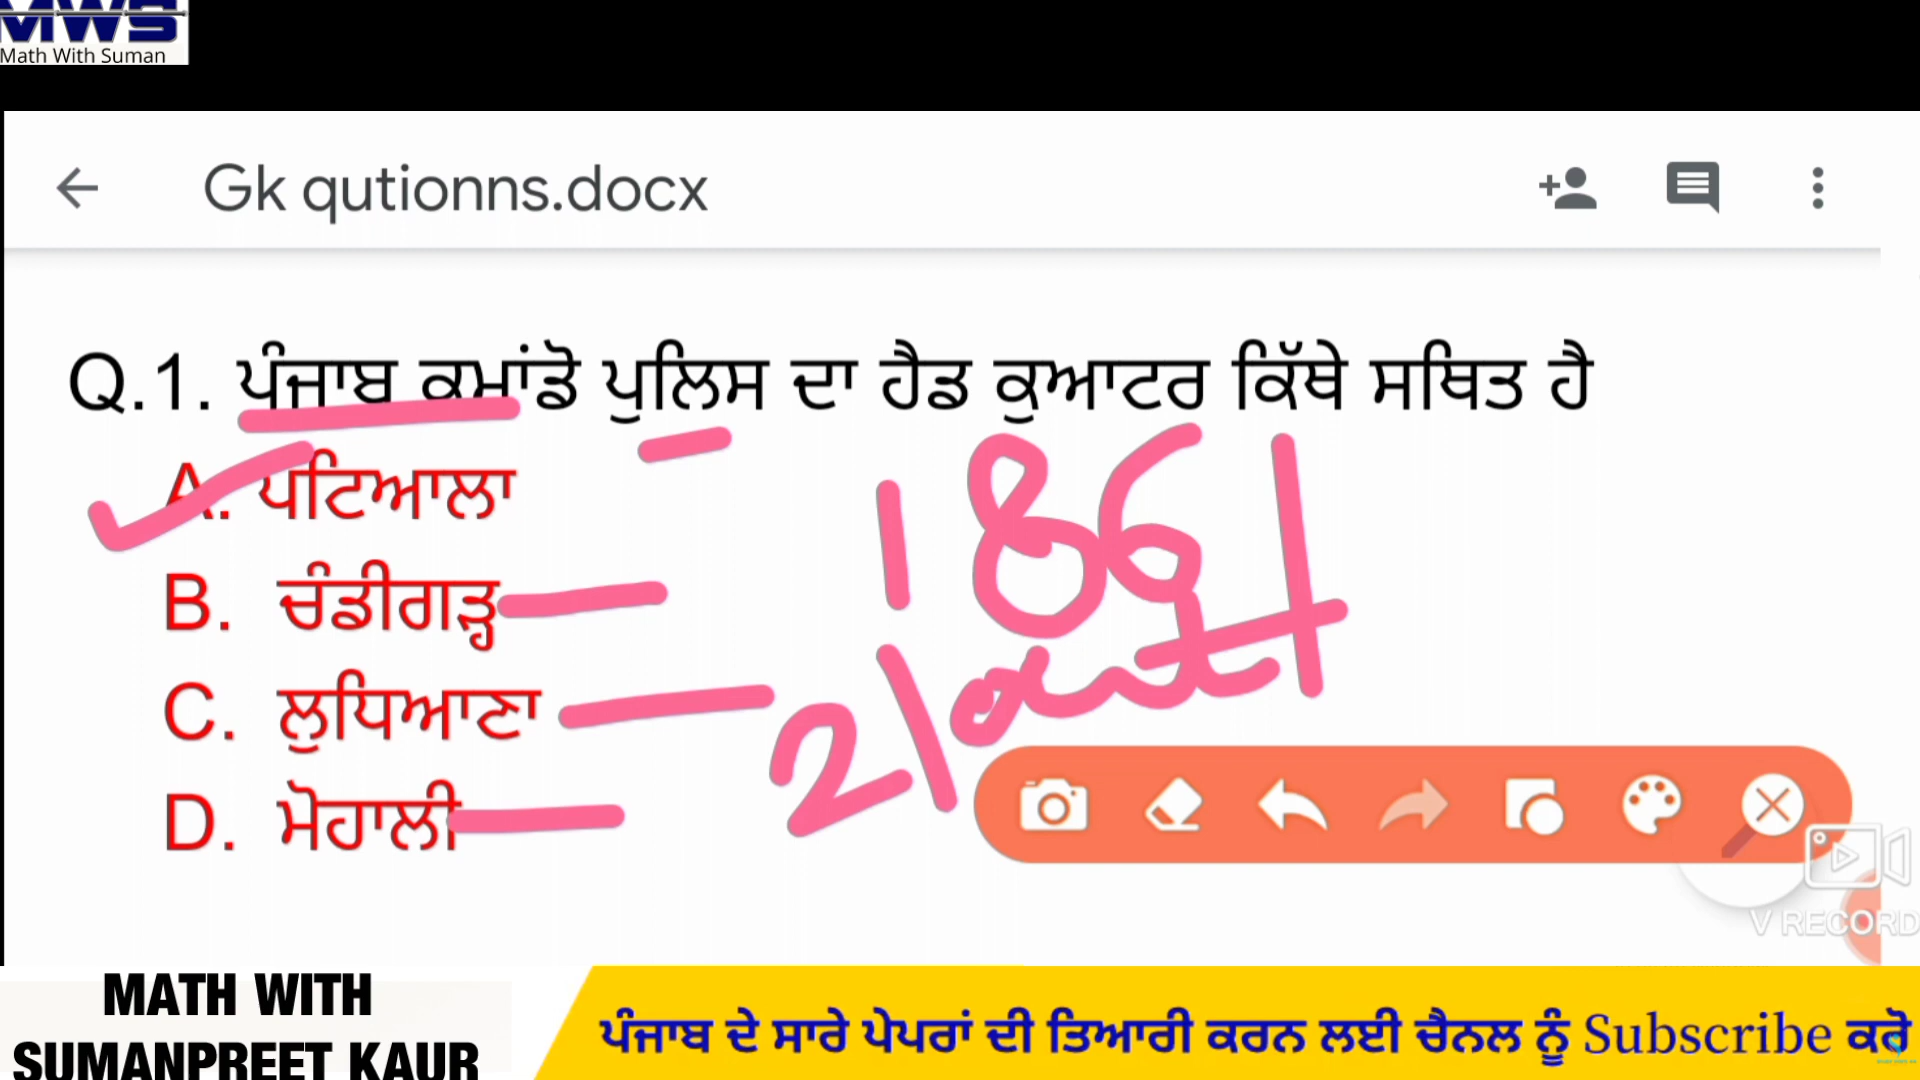 MWS
Math With Suman
Gk qutionns.docx
Q.1. ਪੰਜਾਬ ਕਮਾਂਡੋ ਪੁਲਿਸ ਦਾ ਹੈਡ ਕੁਆਟਰ ਕਿੱਥੇ ਸਥਿਤ ਹੈ
A. ਪਟਿਆਲਾ
1861
B. ਚੰਡੀਗੜ੍ਹ
C. ਲੁਧਿਆਣਾ
21
D. ਮੋਹਾਲੀ
V RECORD
MATH WITH
SUMANPREET KAUR
ਪੰਜਾਬ ਦੇ ਸਾਰੇ ਪੇਪਰਾਂ ਦੀ ਤਿਆਰੀ ਕਰਨ ਲਈ ਚੈਨਲ ਨੂੰ Subscribe ਕਰੋ